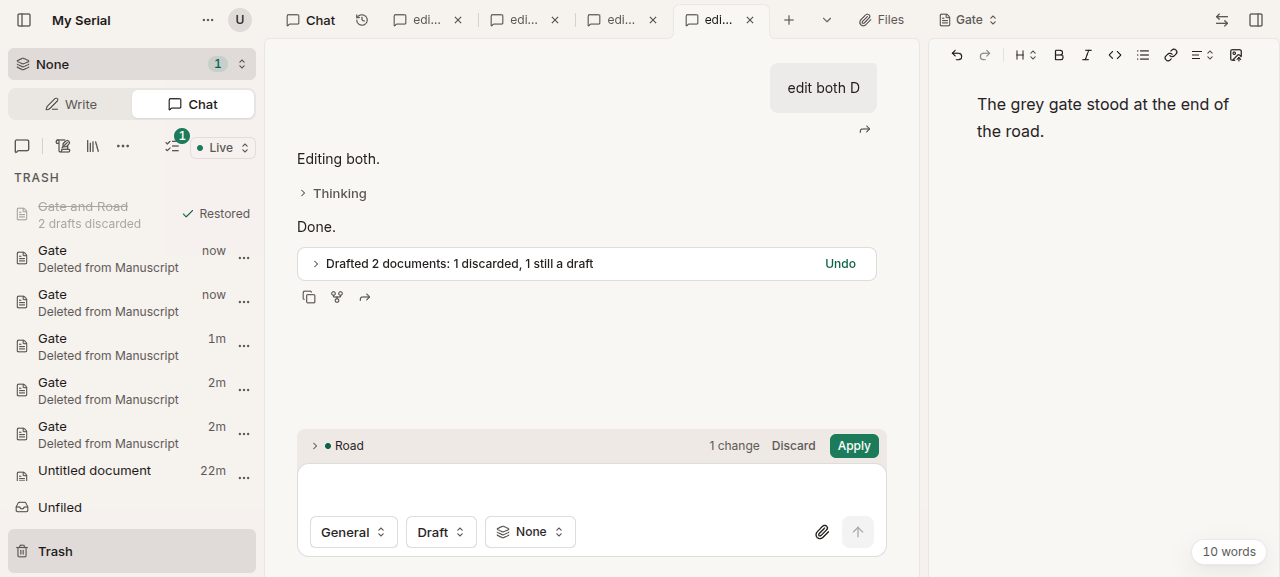 My Serial
U
Chat
edi...
edi...
edi...
edi...
Files
Gate
None
1
Write
Chat
1
Live
TRASH
Gate and Road
2 drafts discarded
Restored
Gate
now
Deleted from Manuscript
Gate
now
Deleted from Manuscript
Gate
1m
Deleted from Manuscript
Gate
2m
Deleted from Manuscript
Gate
2m
Deleted from Manuscript
Untitled document
22m
Unfiled
Trash
edit both D
Editing both.
Thinking
Done.
Drafted 2 documents: 1 discarded, 1 still a draft
Undo
Road
1 change
Discard
Apply
General
Draft
None
H
B
I
The grey gate stood at the end of
the road.
10 words